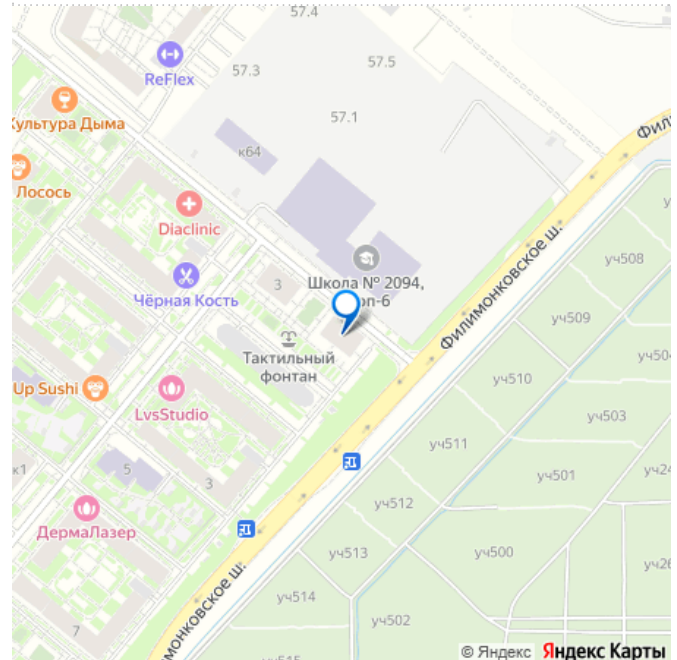 57.4
ReFlex
57.3
57.5
57.1
Культура Дыма
к64
Лосось
Diaclinic
Филимонковское ш.
уч508
Школа № 2094,
3
Чёрная Кость
уч509
Тактильный
фонтан
уч510
Up Sushi
LvsStudio
уч503
уч511
к1
5
3
уч501
уч512
ДермаЛазер
уч513
уч500
уч514
уч502
7
© Яндекс Яндекс Карты